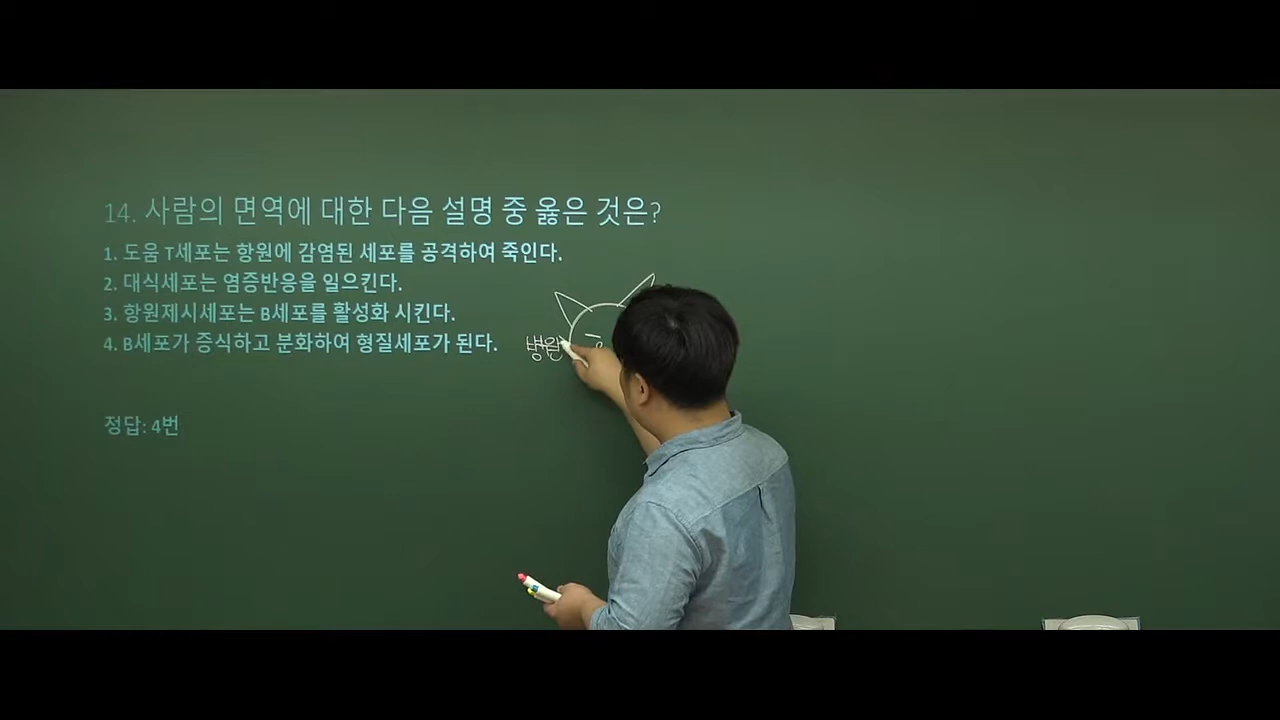 14. 사람의 면역에 대한 다음 설명 중 옳은 것은?
1. 도움 T세포는 항원에 감염된 세포를 공격하여 죽인다.
2. 대식세포는 염증반응을 일으킨다.
3. 항원제시세포는 B세포를 활성화 시킨다.
4. B세포가 증식하고 분화하여 형질세포가 된다.
병원
정답: 4번